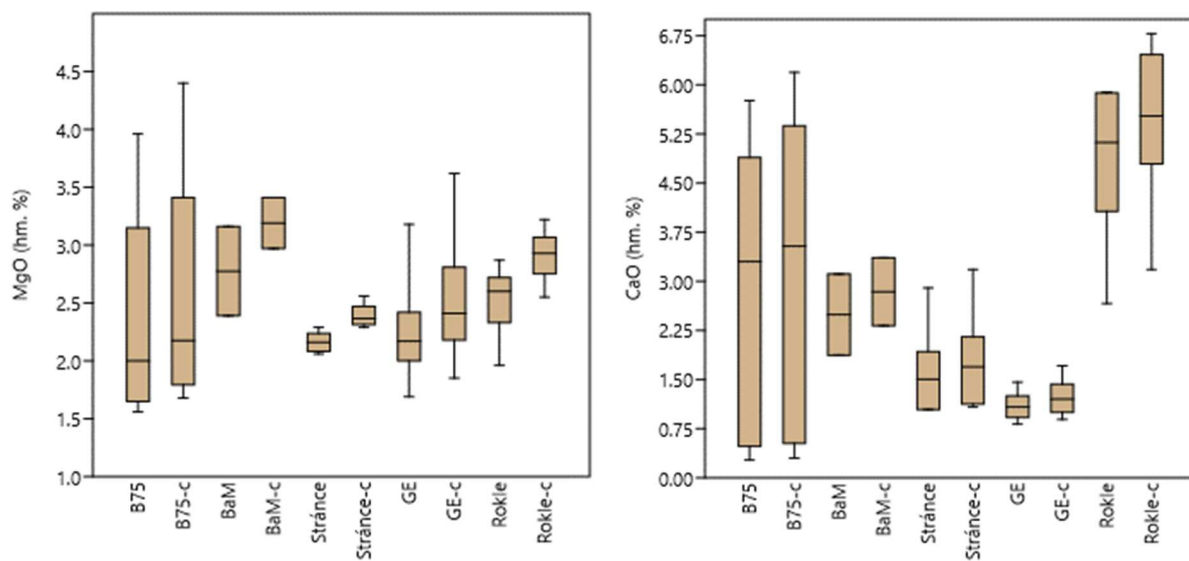 MgO (hm. %)
4.5
4.0
3.5
3.0
2.5
2.0
1.5
1.0
B75
B75-c
BaM
BaM-c
Stránce
Stránce-c
GE
GE-c
Rokle
Rokle-c
CaO (hm. %)
6.75
6.00
5.25
4.50
3.75
3.00
2.25
1.50
0.75
0.00
B75
B75-c
BaM
BaM-c
Stránce
Stránce-c
GE
GE-c
Rokle
Rokle-c